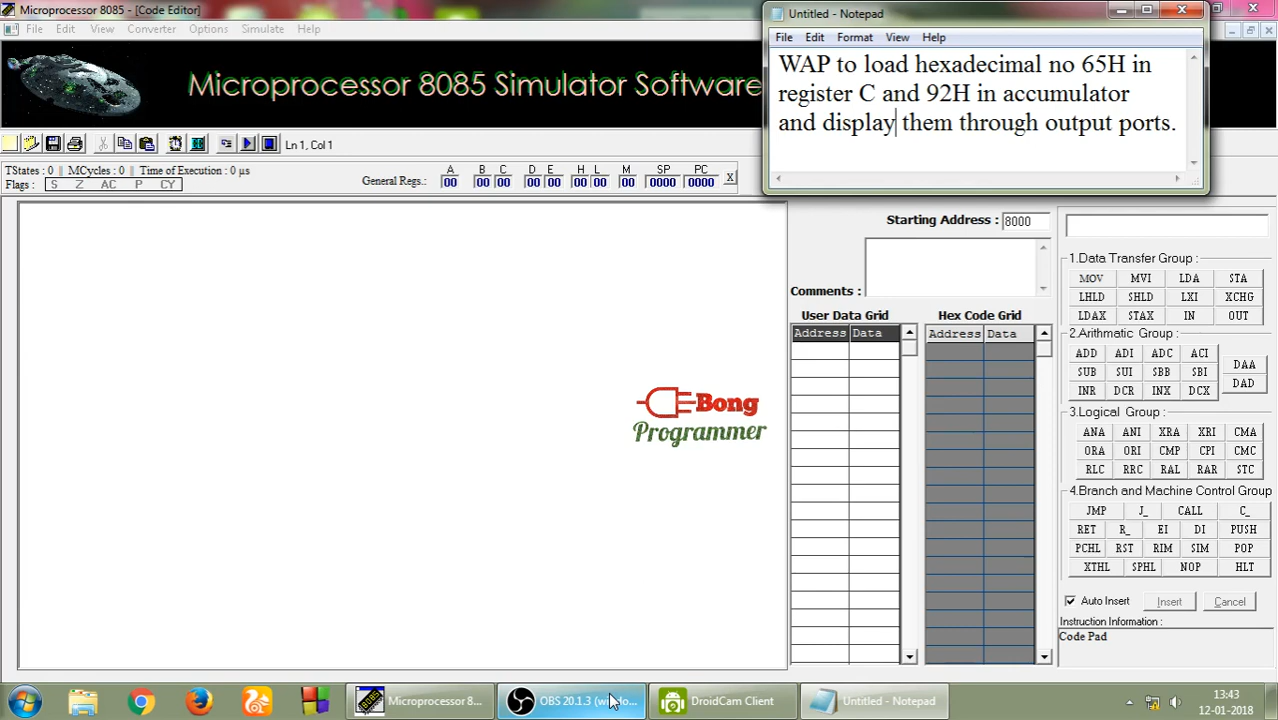 Microprocessor 8085 - [Code Editor]
File Edit View Converter Options Simulate Help
Microprocessor 8085 Simulator Software
Untitled - Notepad
File Edit Format View Help
WAP to load hexadecimal no 65H in
register C and 92H in accumulator
and display them through output ports.
Ln 1, Col 1
TStates : 0 MCycles : 0 Time of Execution : 0 µs
Flags : S Z AC P CY
General Regs.:
A B C D E H L M SP PC
00 00 00 00 00 00 00 00 0000 0000 X
Starting Address : 8000
Comments :
User Data Grid Hex Code Grid
Address Data Address Data
Bong
Programmer
1.Data Transfer Group :
MOV MVI LDA STA
LHLD SHLD LXI XCHG
LDAX STAX IN OUT
2.Arithmatic Group :
ADD ADI ADC ACI
DAA
SUB SUI SBB SBI
DAD
INR DCR INX DCX
3.Logical Group :
ANA ANI XRA XRI CMA
ORA ORI CMP CPI CMC
RLC RRC RAL RAR STC
4.Branch and Machine Control Group
JMP J_ CALL C_
RET R_ EI DI PUSH
PCHL RST RIM SIM POP
XTHL SPHL NOP HLT
Auto Insert Insert Cancel
Instruction Information :
Code Pad
8085 Microprocessor 8... OBS 20.1.3 DroidCam Client Untitled - Notepad
13:43
12-01-2018